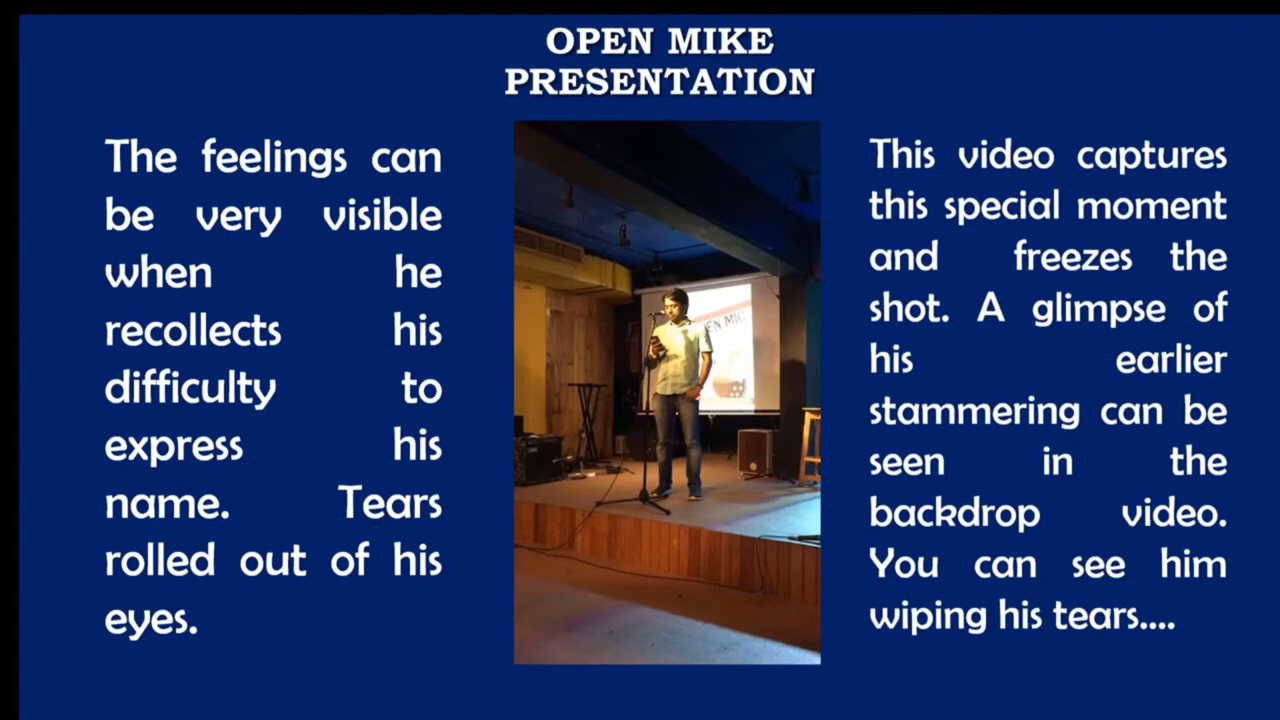 OPEN MIKE
PRESENTATION
The feelings can
be very visible
when he
recollects his
difficulty to
express his
name. Tears
rolled out of his
eyes.
EN MIC
This video captures
this special moment
and freezes the
shot. A glimpse of
his earlier
stammering can be
seen in the
backdrop video.
You can see him
wiping his tears....